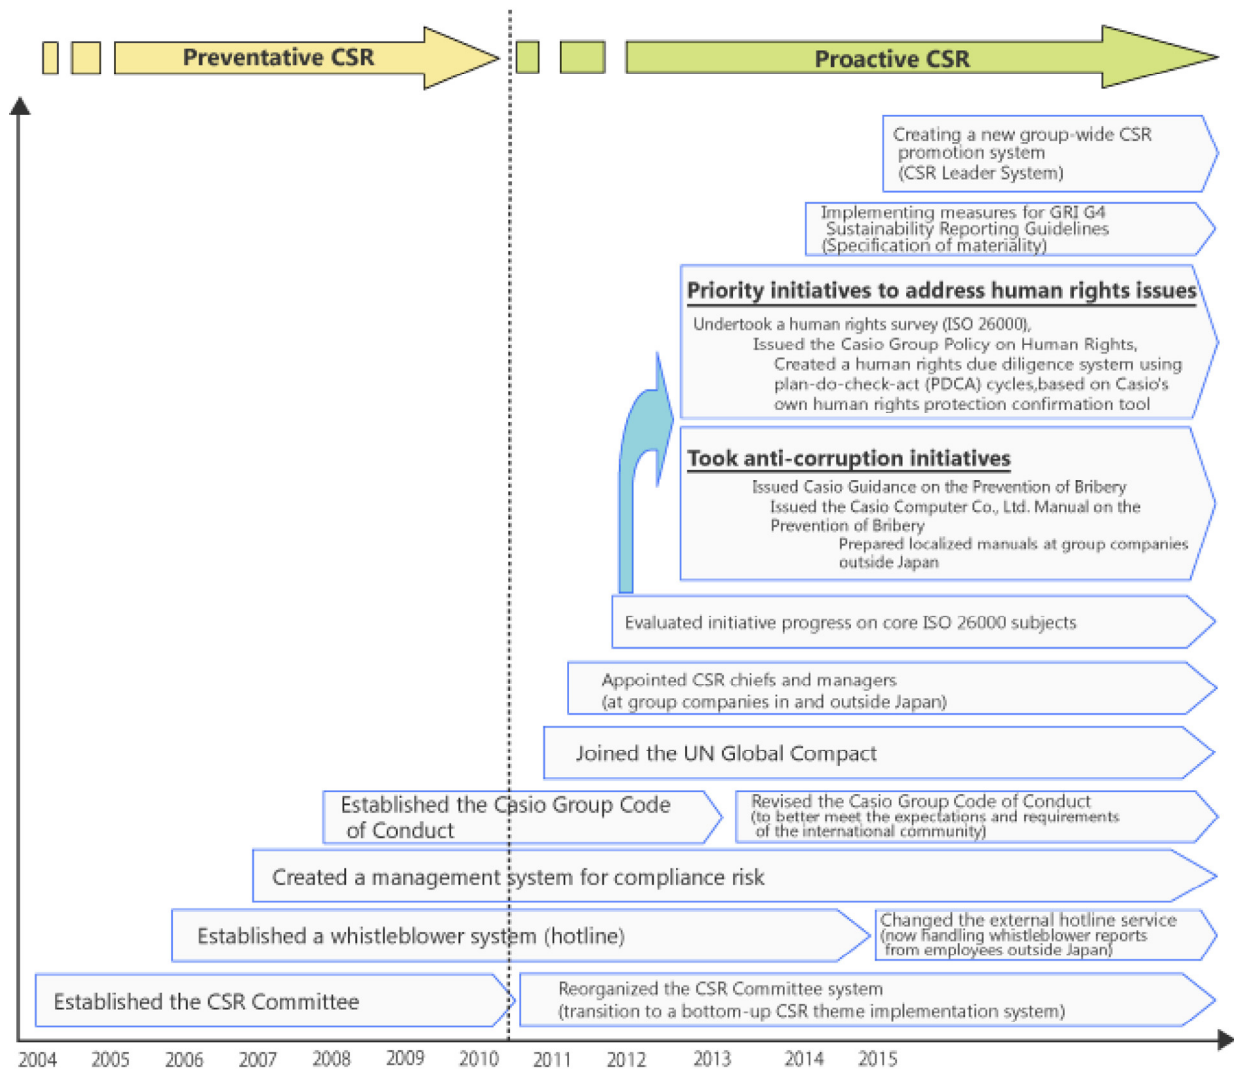 Preventative CSR
Proactive CSR
Creating a new group-wide CSR
promotion system
(CSR Leader System)
Implementing measures for GRI G4
Sustainability Reporting Guidelines
(Specification of materiality)
Priority initiatives to address human rights issues
Undertook a human rights survey (ISO 26000),
Issued the Casio Group Policy on Human Rights,
Created a human rights due diligence system using
plan-do-check-act (PDCA) cycles,based on Casio's
own human rights protection confirmation tool
Took anti-corruption initiatives
Issued Casio Guidance on the Prevention of Bribery
Issued the Casio Computer Co., Ltd. Manual on the
Prevention of Bribery
Prepared localized manuals at group companies
outside Japan
Evaluated initiative progress on core ISO 26000 subjects
Appointed CSR chiefs and managers
(at group companies in and outside Japan)
Joined the UN Global Compact
Established the Casio Group Code
of Conduct
Revised the Casio Group Code of Conduct
(to better meet the expectations and requirements
of the international community)
Created a management system for compliance risk
Established a whistleblower system (hotline)
Changed the external hotline service
(now handling whistleblower reports
from employees outside Japan)
Established the CSR Committee
Reorganized the CSR Committee system
(transition to a bottom-up CSR theme implementation system)
2004 2005 2006 2007 2008 2009 2010 2011 2012 2013 2014 2015